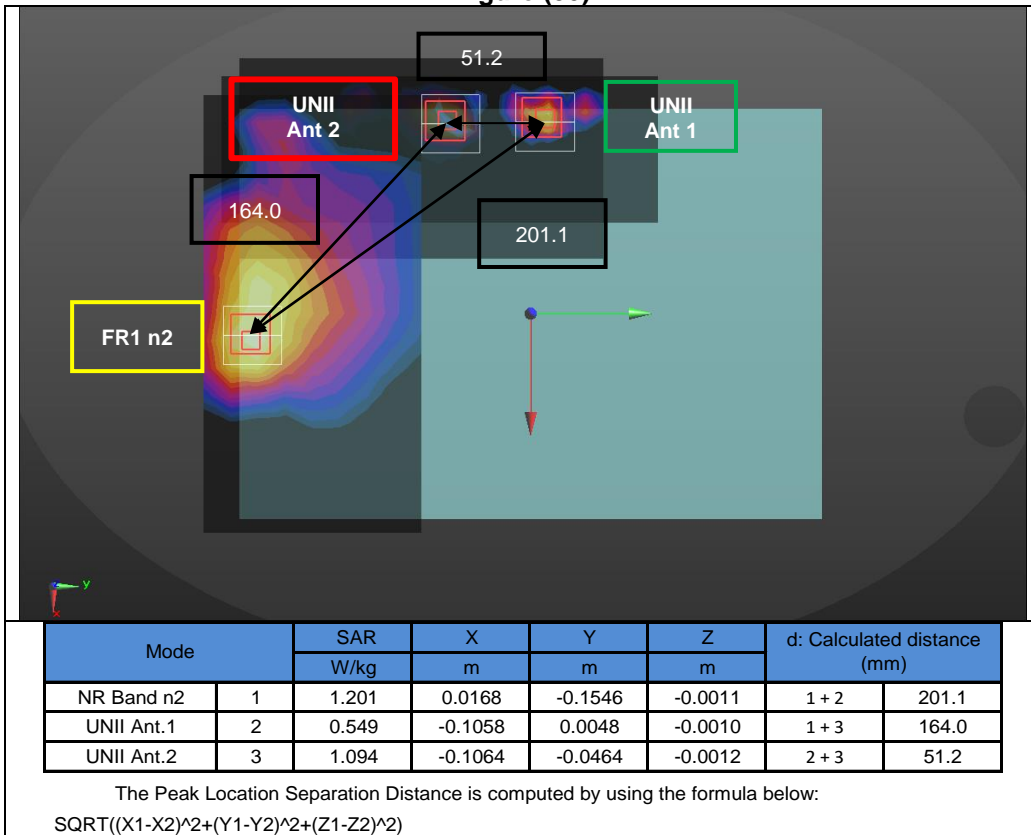 51.2
UNII
Ant 2
UNII
Ant 1
164.0
201.1
FR1 n2
y
x
Mode SAR X Y Z d: Calculated distance (mm)
W/kg m m m
NR Band n2 1 1.201 0.0168 -0.1546 -0.0011 1 + 2 201.1
UNII Ant.1 2 0.549 -0.1058 0.0048 -0.0010 1 + 3 164.0
UNII Ant.2 3 1.094 -0.1064 -0.0464 -0.0012 2 + 3 51.2
The Peak Location Separation Distance is computed by using the formula below:
SQRT((X1-X2)^2+(Y1-Y2)^2+(Z1-Z2)^2)